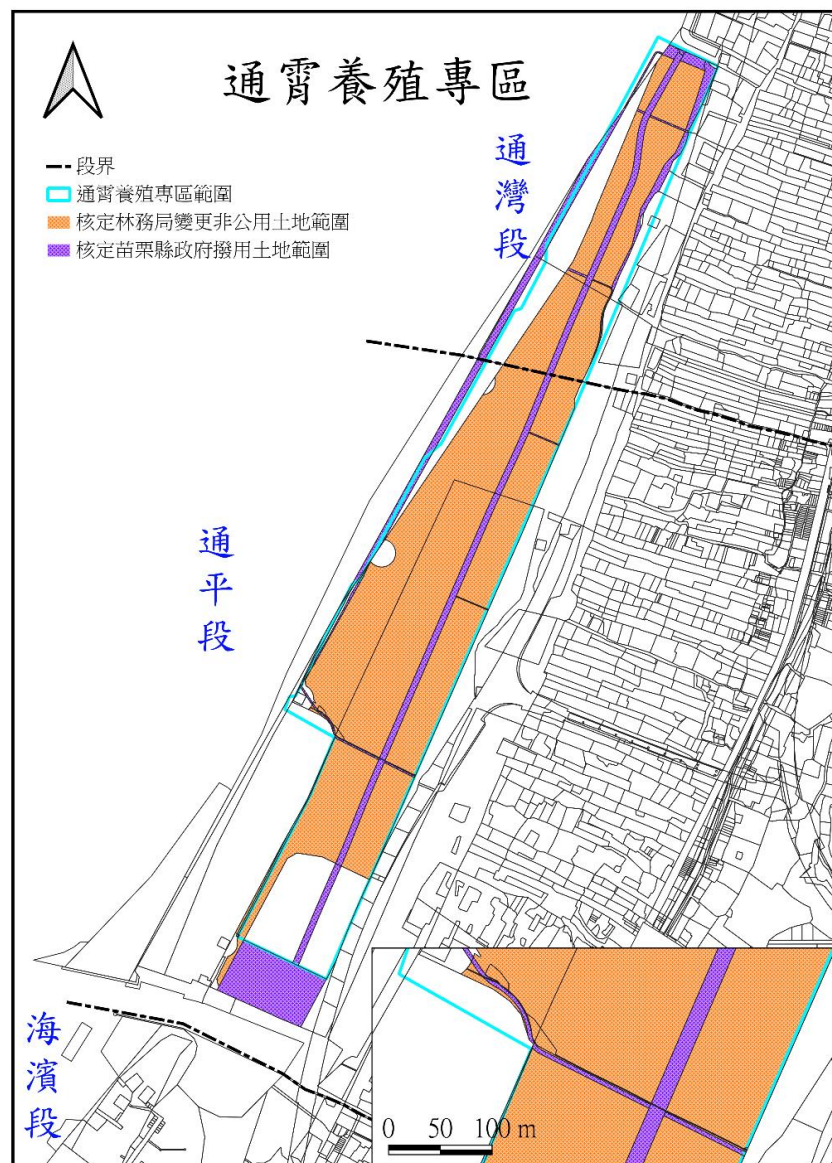 通霄養殖專區
段界
通霄養殖專區範圍
核定林務局變更非公用土地範圍
核定苗栗縣政府撥用土地範圍
通灣段
通平段
海濱段
0 50 100 m